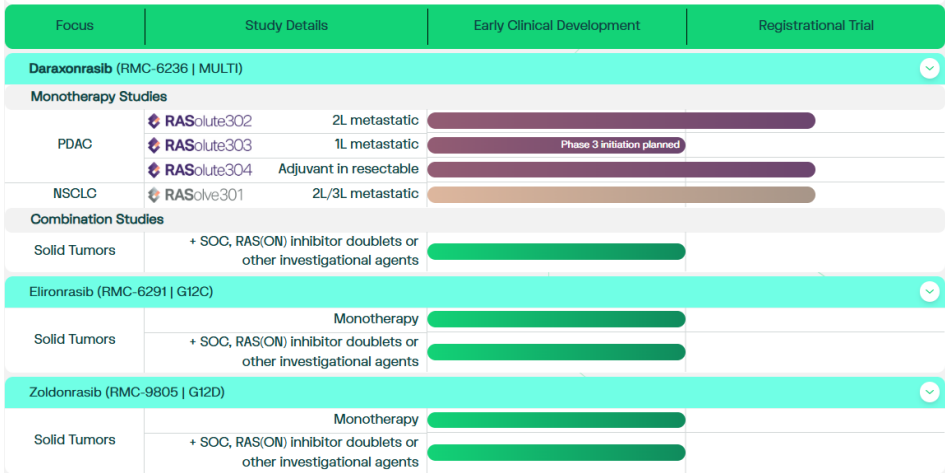 Focus Study Details Early Clinical Development Registrational Trial
Daraxonrasib (RMC-6236 | MULTI)
Monotherapy Studies
RASolute302 2L metastatic
PDAC RASolute303 1L metastatic Phase 3 initiation planned
RASolute304 Adjuvant in resectable
NSCLC RASolve301 2L/3L metastatic
Combination Studies
Solid Tumors + SOC, RAS(ON) inhibitor doublets or
other investigational agents
Elironrasib (RMC-6291 | G12C)
Monotherapy
Solid Tumors + SOC, RAS(ON) inhibitor doublets or
other investigational agents
Zoldonrasib (RMC-9805 | G12D)
Monotherapy
Solid Tumors + SOC, RAS(ON) inhibitor doublets or
other investigational agents